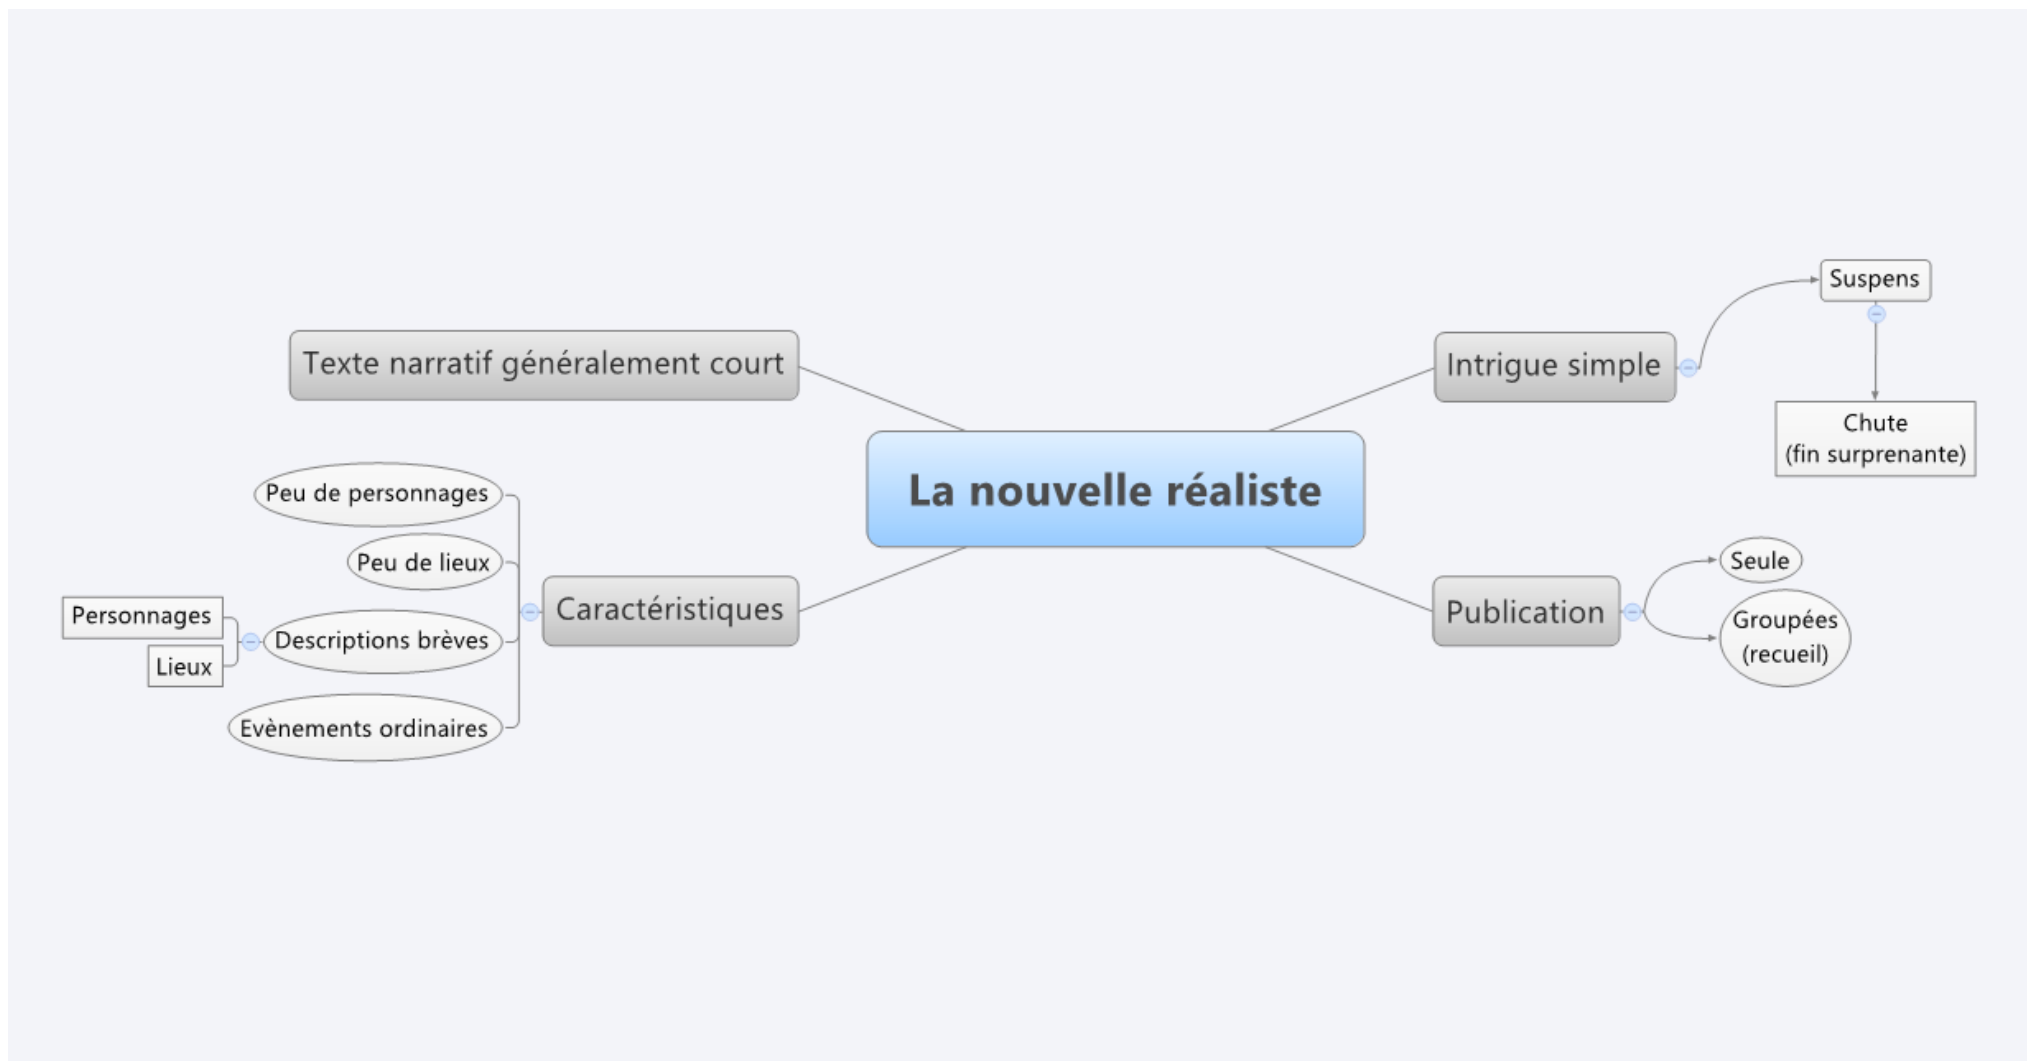 La nouvelle réaliste
Texte narratif généralement court
Caractéristiques
Peu de personnages
Peu de lieux
Descriptions brèves
Personnages
Lieux
Evènements ordinaires
Intrigue simple
Suspens
Chute
(fin surprenante)
Publication
Seule
Groupées
(recueil)